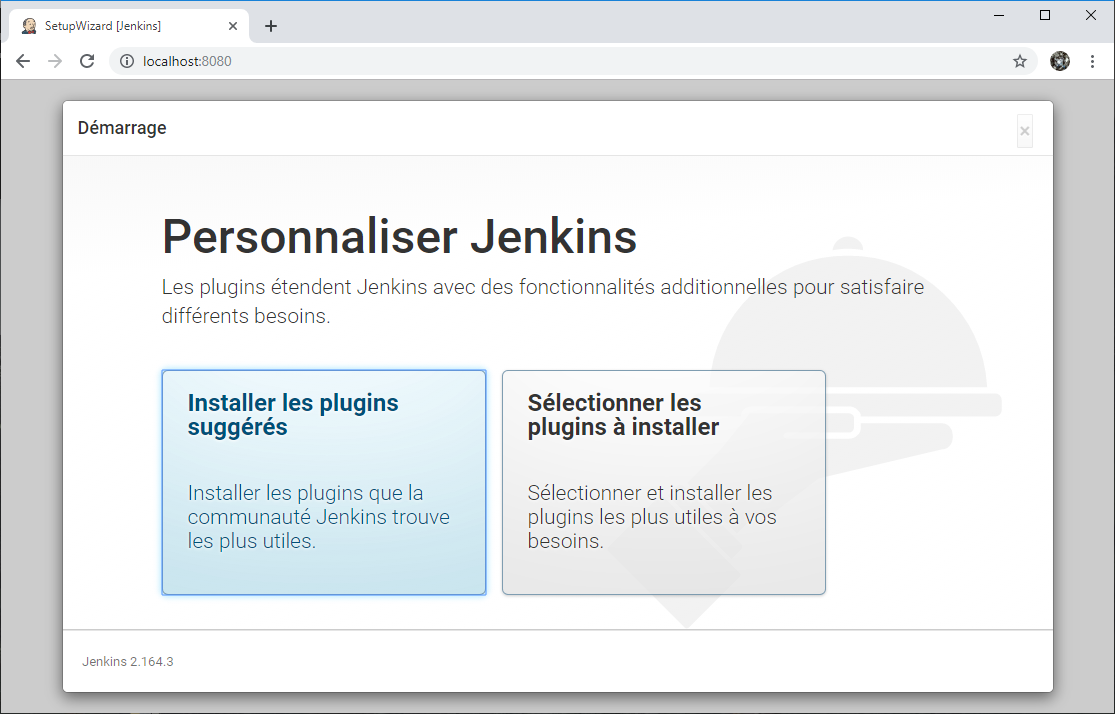 SetupWizard [Jenkins]
localhost:8080
Démarrage
Personnaliser Jenkins
Les plugins étendent Jenkins avec des fonctionnalités additionnelles pour satisfaire
différents besoins.
Installer les plugins
suggérés
Installer les plugins que la
communauté Jenkins trouve
les plus utiles.
Sélectionner les
plugins à installer
Sélectionner et installer les
plugins les plus utiles à vos
besoins.
Jenkins 2.164.3